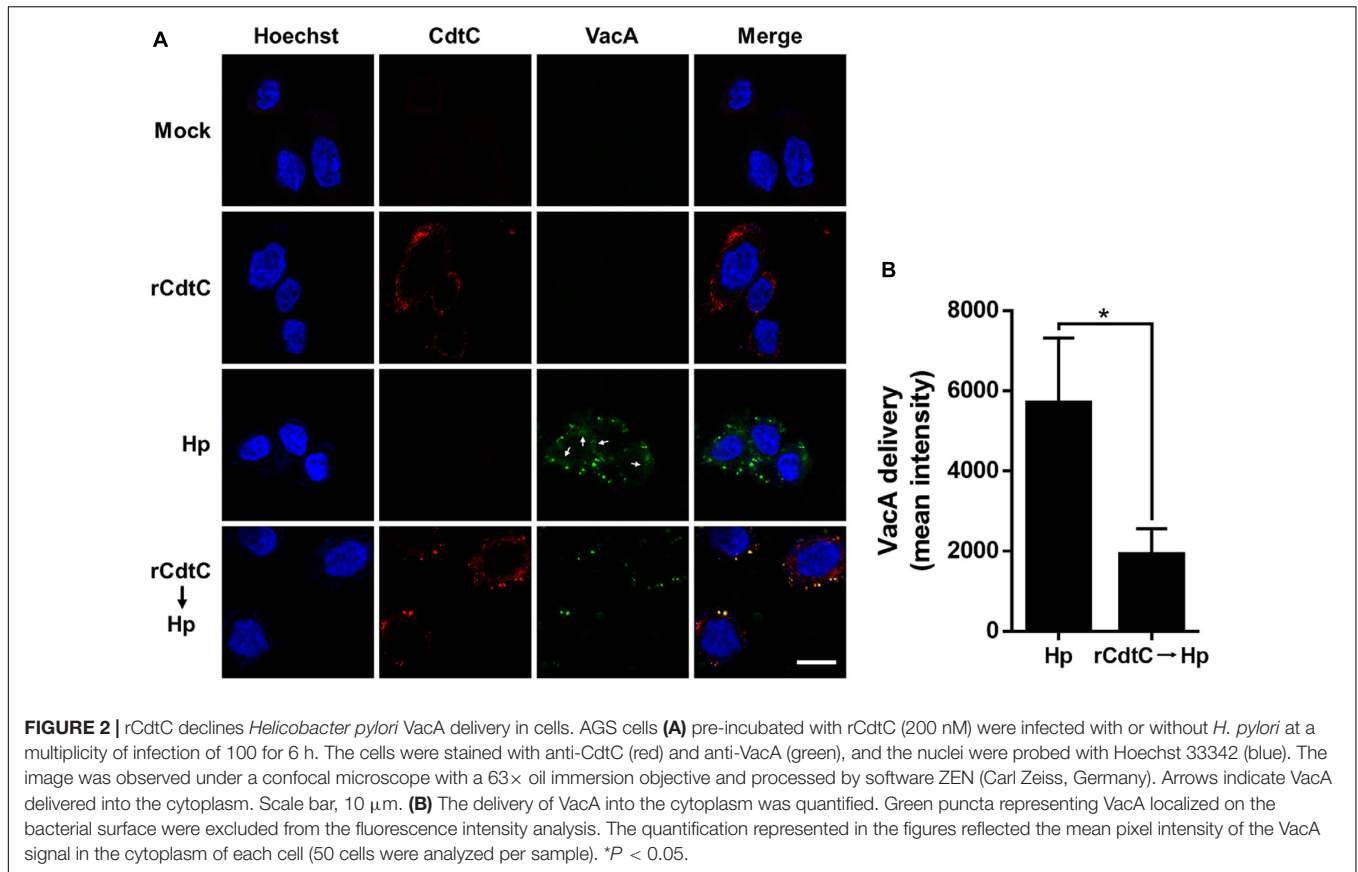 A
Hoechst CdtC VacA Merge
Mock
rCdtC
Hp
rCdtC
↓
Hp
B
VacA delivery
(mean intensity)
8000
6000
4000
2000
0
*
Hp rCdtC → Hp
FIGURE 2 | rCdtC declines Helicobacter pylori VacA delivery in cells. AGS cells (A) pre-incubated with rCdtC (200 nM) were infected with or without H. pylori at a
multiplicity of infection of 100 for 6 h. The cells were stained with anti-CdtC (red) and anti-VacA (green), and the nuclei were probed with Hoechst 33342 (blue). The
image was observed under a confocal microscope with a 63× oil immersion objective and processed by software ZEN (Carl Zeiss, Germany). Arrows indicate VacA
delivered into the cytoplasm. Scale bar, 10 μm. (B) The delivery of VacA into the cytoplasm was quantified. Green puncta representing VacA localized on the
bacterial surface were excluded from the fluorescence intensity analysis. The quantification represented in the figures reflected the mean pixel intensity of the VacA
signal in the cytoplasm of each cell (50 cells were analyzed per sample). *P < 0.05.